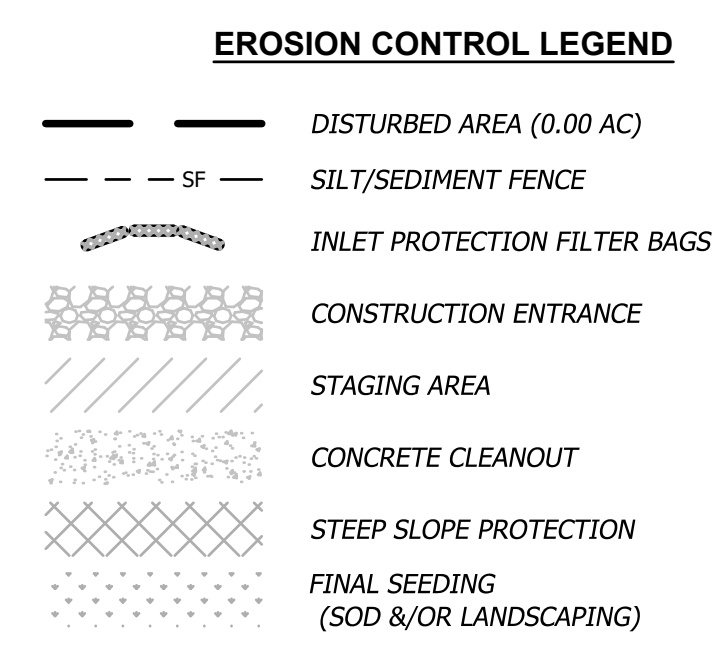 EROSION CONTROL LEGEND
DISTURBED AREA (0.00 AC)
SF
SILT/SEDIMENT FENCE
INLET PROTECTION FILTER BAGS
CONSTRUCTION ENTRANCE
STAGING AREA
CONCRETE CLEANOUT
STEEP SLOPE PROTECTION
FINAL SEEDING
(SOD &/OR LANDSCAPING)